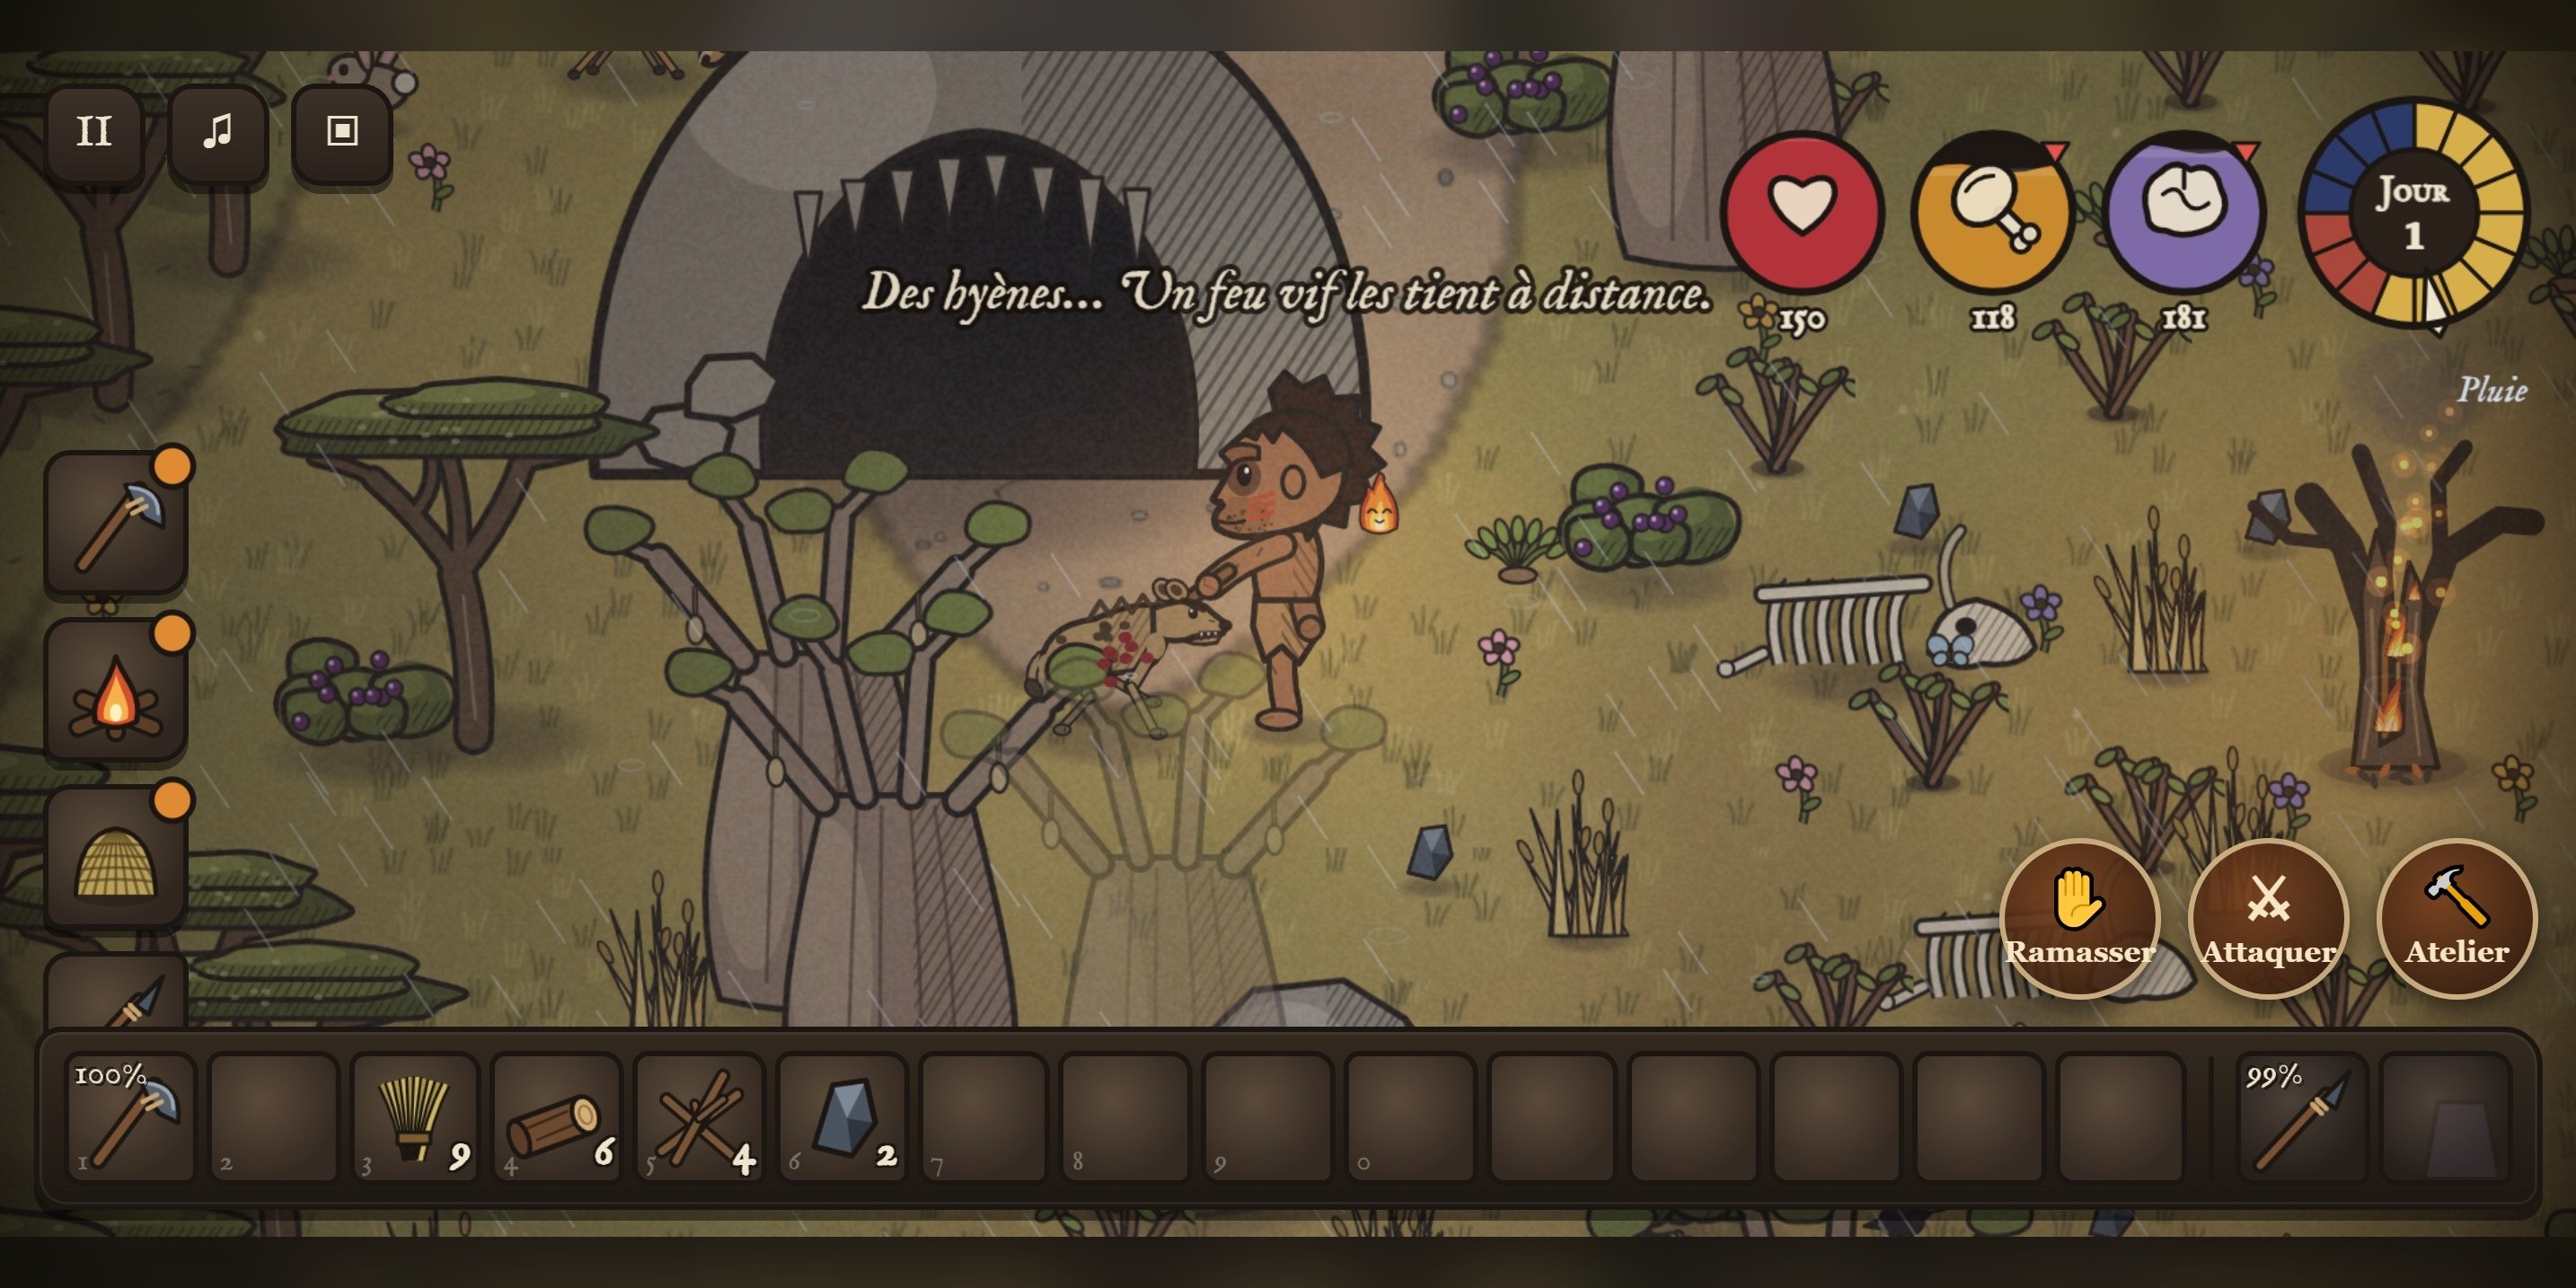 II
Jour
1
Des hyènes... Un feu vif les tient à distance.
150
118
181
Pluie
Ramasser
Attaquer
Atelier
100%
99%
9
6
4
2
1
2
3
4
5
6
7
8
9
0